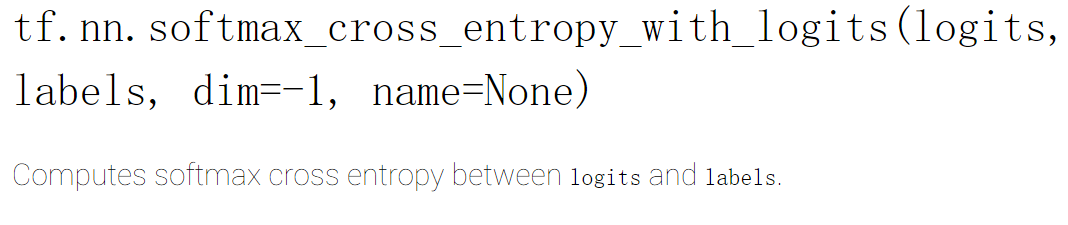 tf.nn.softmax_cross_entropy_with_logits(logits,
labels, dim=-1, name=None)
Computes softmax cross entropy between logits and labels.